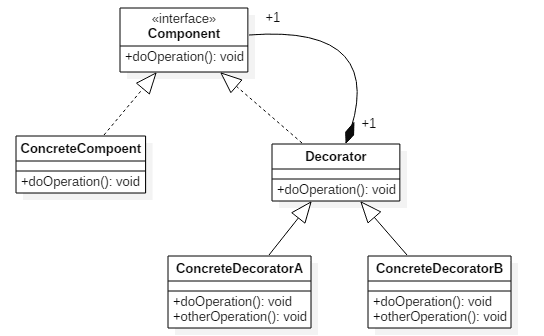 «interface»
Component
+doOperation(): void
+1
+1
ConcreteCompoent
+doOperation(): void
Decorator
+doOperation(): void
ConcreteDecoratorA
+doOperation(): void
+otherOperation(): void
ConcreteDecoratorB
+doOperation(): void
+otherOperation(): void